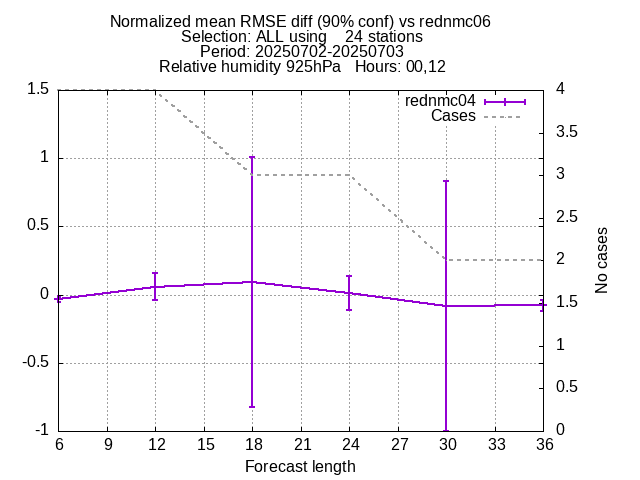 Normalized mean RMSE diff (90% conf) vs rednmc06
Selection: ALL using    24 stations
Period: 20250702-20250703
Relative humidity 925hPa   Hours: 00,12
rednmc04
Cases
1.5
1
0.5
0
-0.5
-1
4
3.5
3
2.5
2
1.5
1
0.5
0
No cases
6 9 12 15 18 21 24 27 30 33 36
Forecast length